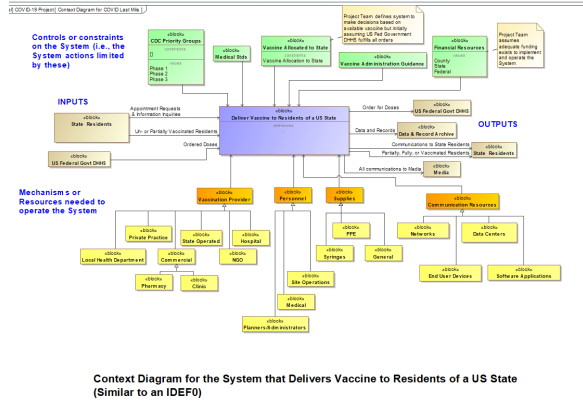 COVID-19 Project] Context Diagram for COVID Last Mile
Controls or constraints
on the System (i.e., the
System actions limited
by these)
«block»
CDC Priority Groups
constraints
{}
Phase 1
Phase 2
Phase 3
«block»
Medical Stds
«block»
Vaccine Allocated to State
constraints
Vaccine Allocation to State
Project Team defines system to
make decisions based on
available vaccine but initially
assuming US Fed Government
DHHS fulfills all orders
«block»
Vaccine Administration Guidance
«block»
Financial Resources
County
State
Federal
Project Team
assumes
adequate funding
exists to implement
and operate the
System
INPUTS
«block»
State Residents
Appointment Requests
& Information Inquiries
Un- or Partially Vaccinated Residents
Ordered Doses
«block»
US Federal Govt DHHS
«block»
Deliver Vaccine to Residents of a US State
Order for Doses
«block»
US Federal Govt DHHS
OUTPUTS
Data and Records
«block»
Data & Record Archive
Communications to State Residents
Partially, Fully, or Vaccinated Residents
«block»
State Residents
All communications to Media
«block»
Media
Mechanisms or
Resources needed to
operate the System
«block»
Vaccination Provider
«block»
Personnel
«block»
Supplies
«block»
Communication Resources
«block»
Private Practice
«block»
State Operated
«block»
Hospital
«block»
Local Health Department
«block»
Commercial
«block»
NGO
«block»
Pharmacy
«block»
Clinic
«block»
Site Operations
«block»
Medical
«block»
Planners/Administrators
«block»
PPE
«block»
Syringes
«block»
General
«block»
Networks
«block»
Data Centers
«block»
End User Devices
«block»
Software Applications
Context Diagram for the System that Delivers Vaccine to Residents of a US State
(Similar to an IDEF0)